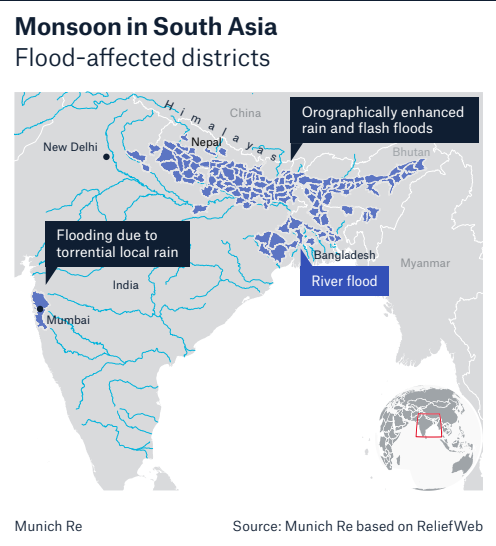 Monsoon in South Asia
Flood-affected districts
Himalayas
China
Orographically enhanced
rain and flash floods
New Delhi
Nepal
Bhutan
Flooding due to
torrential local rain
Bangladesh
Myanmar
River flood
India
Mumbai
Munich Re
Source: Munich Re based on ReliefWeb